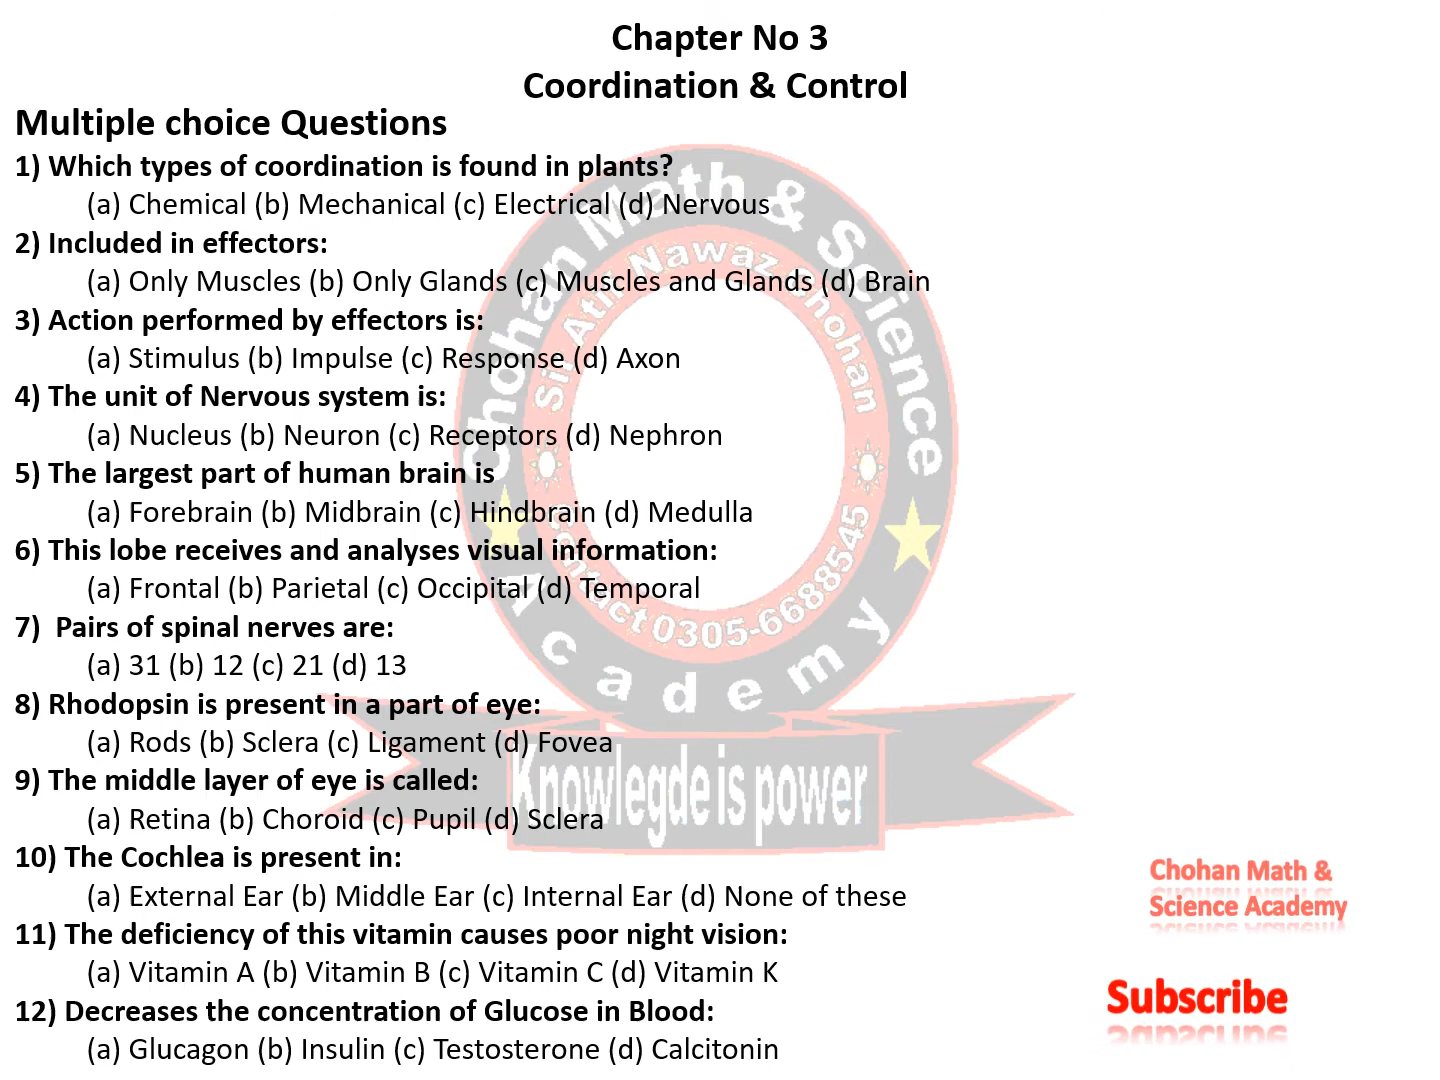 Chapter No 3
Coordination & Control
Multiple choice Questions
1) Which types of coordination is found in plants?
(a) Chemical (b) Mechanical (c) Electrical (d) Nervous
2) Included in effectors:
(a) Only Muscles (b) Only Glands (c) Muscles and Glands (d) Brain
3) Action performed by effectors is:
(a) Stimulus (b) Impulse (c) Response (d) Axon
4) The unit of Nervous system is:
(a) Nucleus (b) Neuron (c) Receptors (d) Nephron
5) The largest part of human brain is
(a) Forebrain (b) Midbrain (c) Hindbrain (d) Medulla
6) This lobe receives and analyses visual information:
(a) Frontal (b) Parietal (c) Occipital (d) Temporal
7) Pairs of spinal nerves are:
(a) 31 (b) 12 (c) 21 (d) 13
8) Rhodopsin is present in a part of eye:
(a) Rods (b) Sclera (c) Ligament (d) Fovea
9) The middle layer of eye is called:
(a) Retina (b) Choroid (c) Pupil (d) Sclera
10) The Cochlea is present in:
(a) External Ear (b) Middle Ear (c) Internal Ear (d) None of these
11) The deficiency of this vitamin causes poor night vision:
(a) Vitamin A (b) Vitamin B (c) Vitamin C (d) Vitamin K
12) Decreases the concentration of Glucose in Blood:
(a) Glucagon (b) Insulin (c) Testosterone (d) Calcitonin
Chohan Math & Science
Academy
Sir Atif Nawaz Chohan
Contact 0305-6688545
Knowlegde is power
Chohan Math &
Science Academy
Subscribe